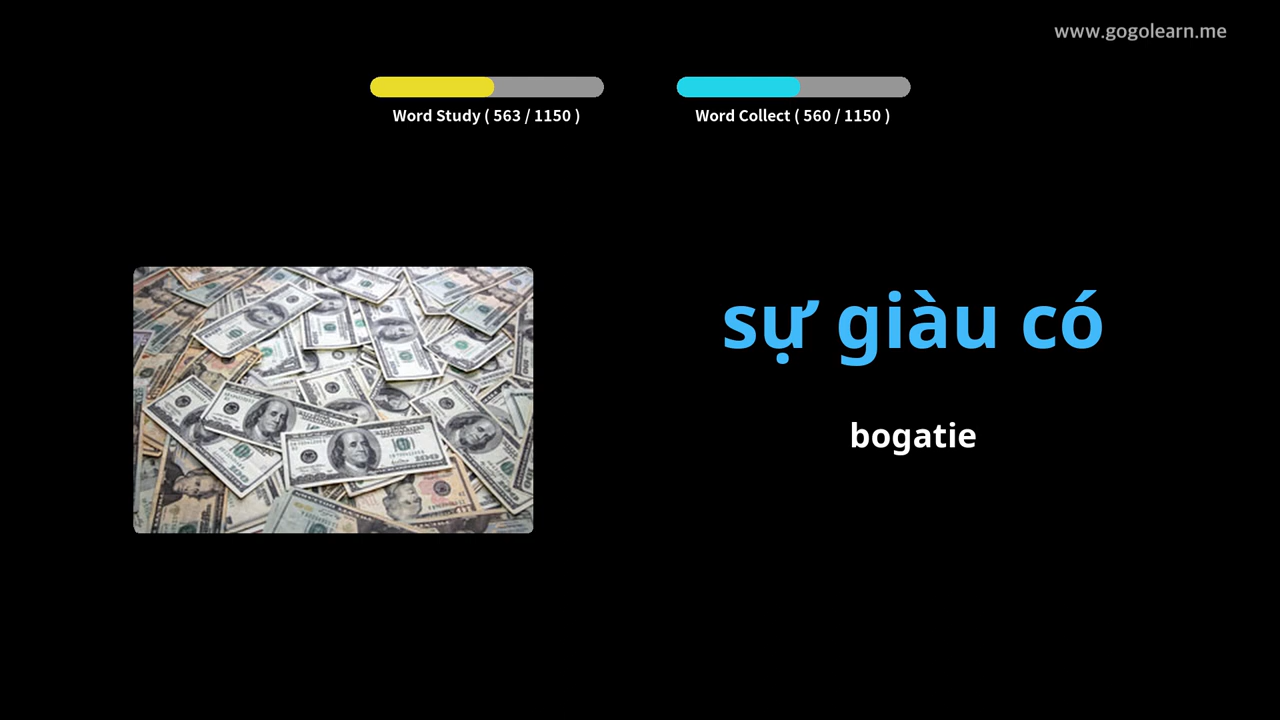 www.gogolearn.me
Word Study ( 563 / 1150 )
Word Collect ( 560 / 1150 )
sự giàu có
bogatie